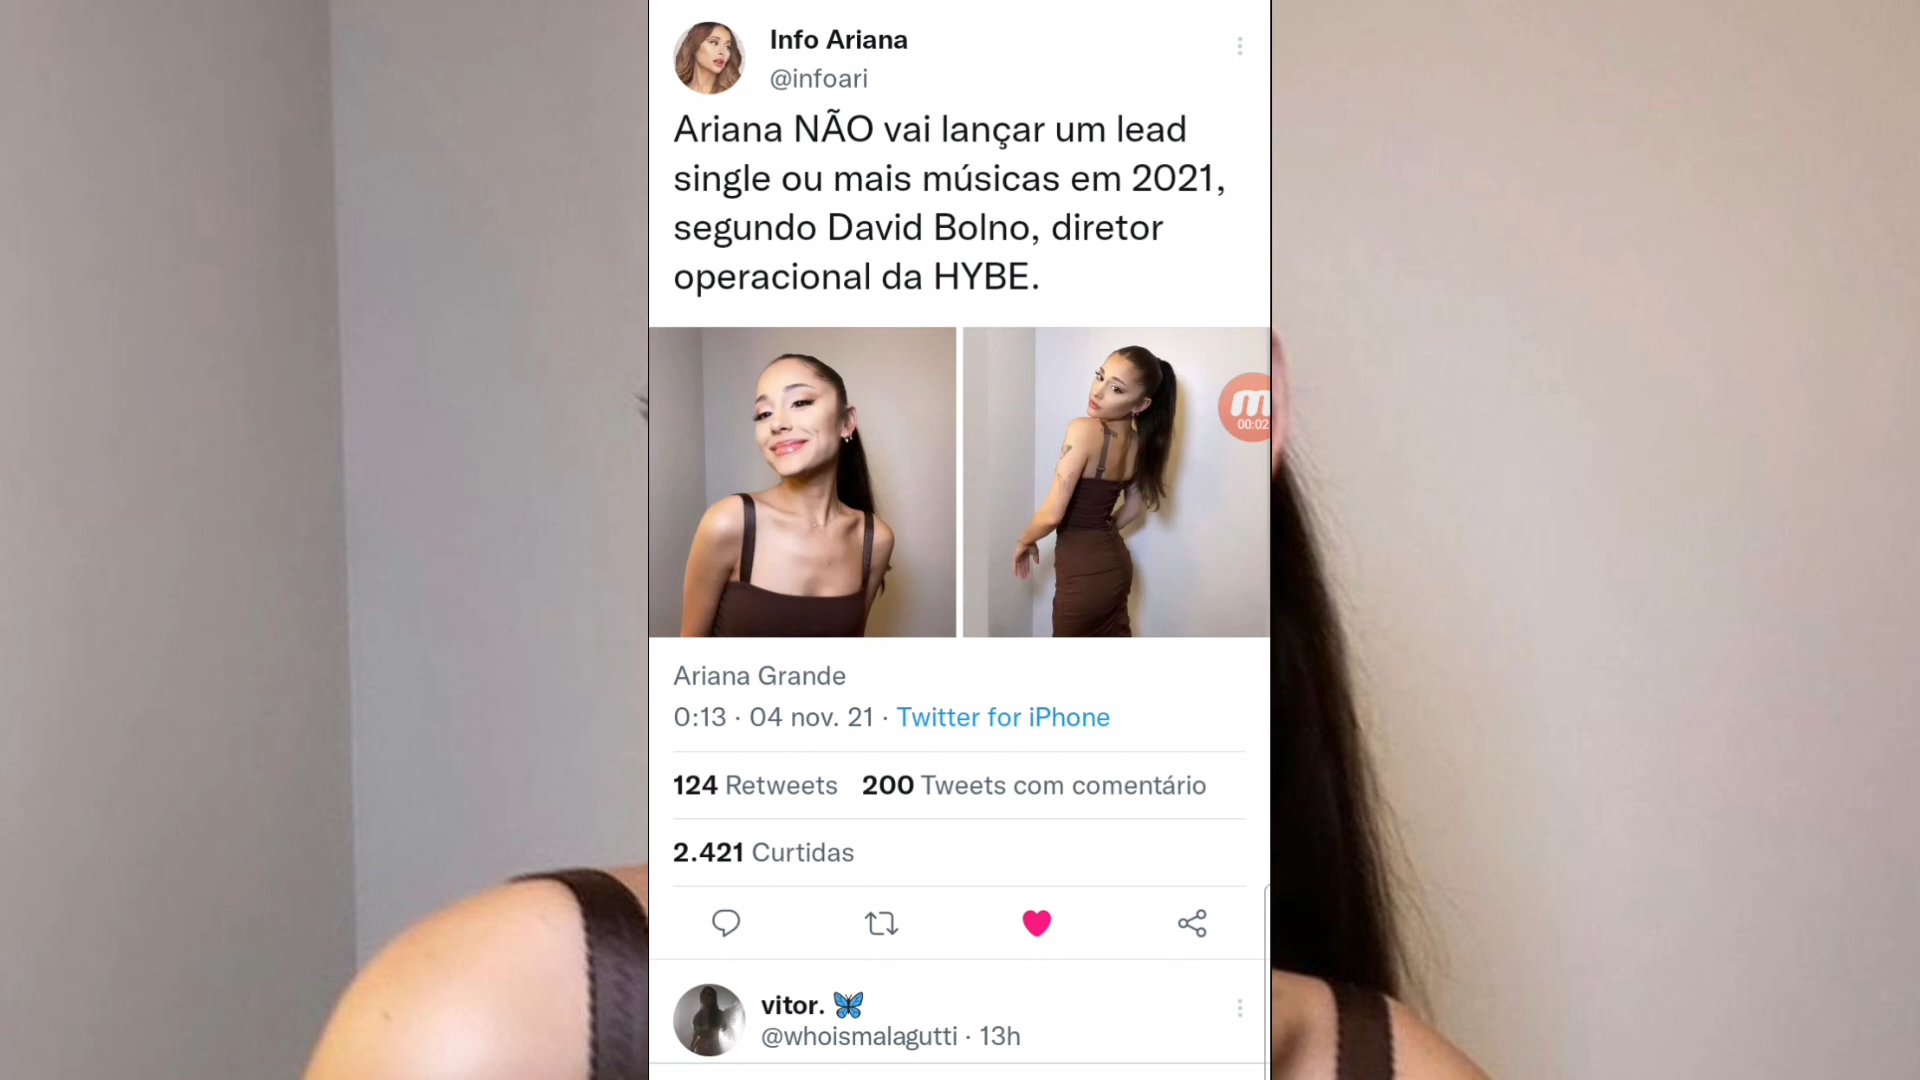 Info Ariana
@infoari
Ariana NÃO vai lançar um lead
single ou mais músicas em 2021,
segundo David Bolno, diretor
operacional da HYBE.
00:02
Ariana Grande
0:13 · 04 nov. 21 · Twitter for iPhone
124 Retweets 200 Tweets com comentário
2.421 Curtidas
vitor. 🦋
@whoismalagutti · 13h